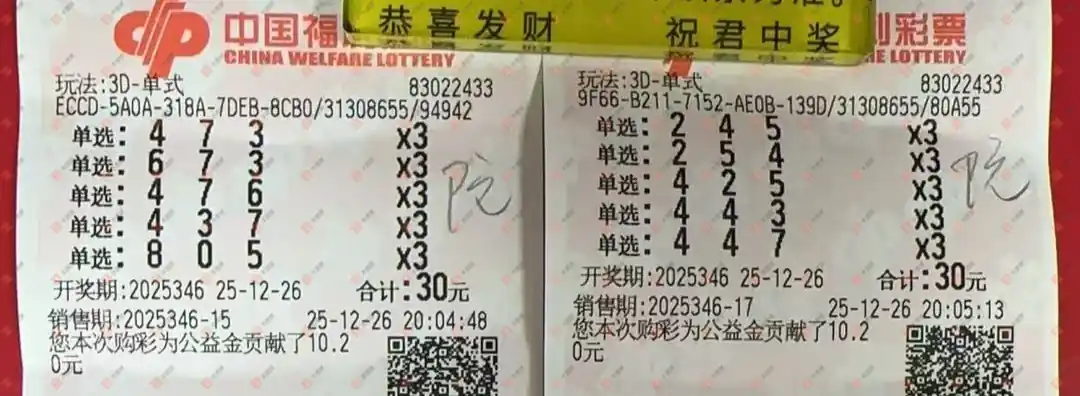 恭喜发财 祝君中奖
中国福
CHINA WELFARE LOTTERY
玩法:3D-单式 83022433
ECCD-5A0A-318A-7DEB-8CB0/31308655/94942
单选: 4 7 3 x3
单选: 6 7 3 x3
单选: 4 7 6 x3
单选: 4 3 7 x3
单选: 8 0 5 x3
院
开奖期:2025346 25-12-26 合计:30元
销售期:2025346-15 25-12-26 20:04:48
您本次购彩为公益金贡献了10.2
0元
彩票
LFARE LOTTERY
玩法:3D-单式 83022433
9F66-B211-7152-AE0B-139D/31308655/80A55
单选: 2 4 5 x3
单选: 2 5 4 x3
单选: 4 2 5 x3
单选: 4 4 3 x3
单选: 4 4 7 x3
院
开奖期:2025346 25-12-26 合计:30元
销售期:2025346-17 25-12-26 20:05:13
您本次购彩为公益金贡献了10.2
0元